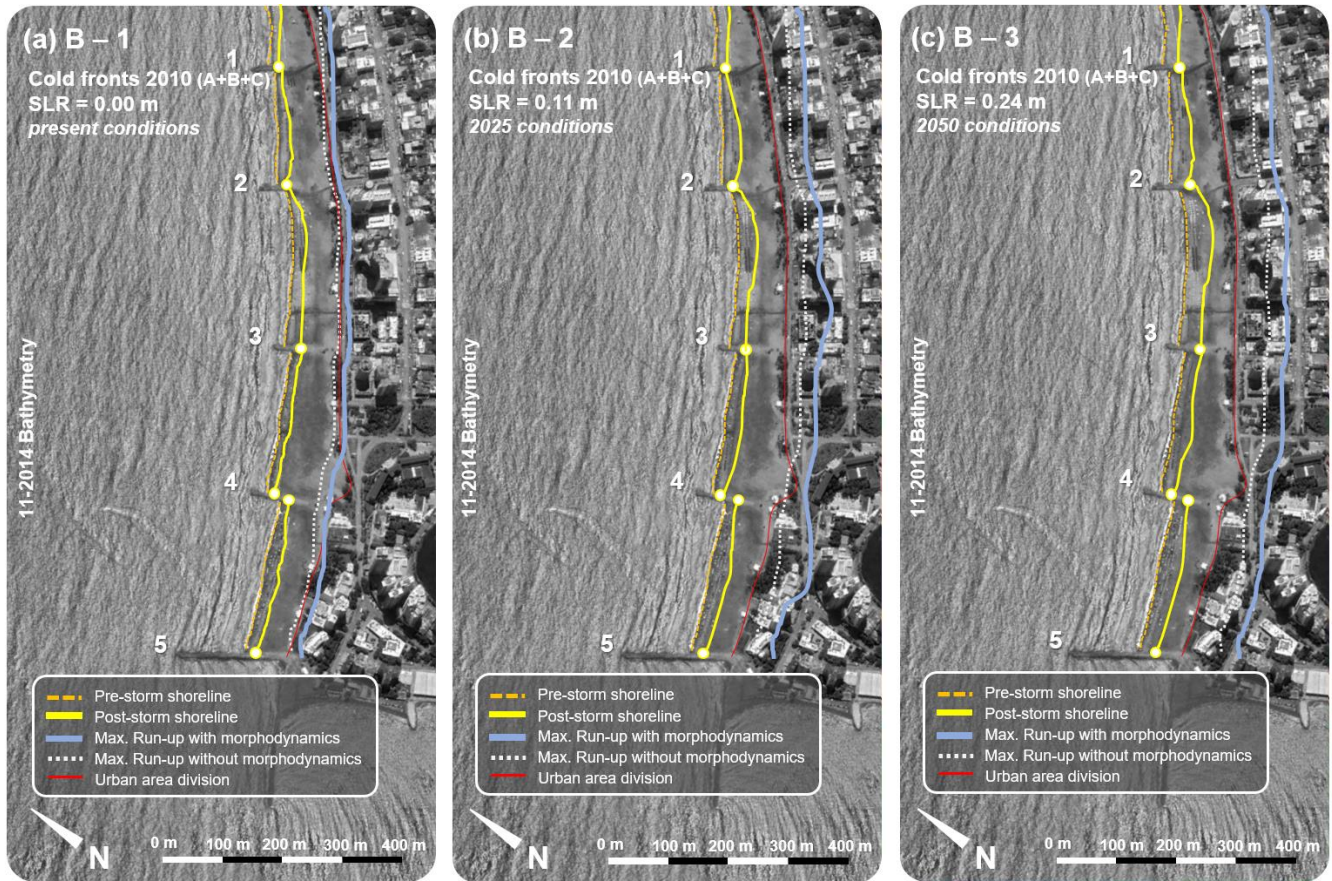 (a) B – 1
Cold fronts 2010 (A+B+C)
SLR = 0.00 m
present conditions
1
2
3
4
5
11-2014 Bathymetry
Pre-storm shoreline
Post-storm shoreline
Max. Run-up with morphodynamics
Max. Run-up without morphodynamics
Urban area division
N
0 m 100 m 200 m 300 m 400 m
(b) B – 2
Cold fronts 2010 (A+B+C)
SLR = 0.11 m
2025 conditions
1
2
3
4
5
11-2014 Bathymetry
Pre-storm shoreline
Post-storm shoreline
Max. Run-up with morphodynamics
Max. Run-up without morphodynamics
Urban area division
N
0 m 100 m 200 m 300 m 400 m
(c) B – 3
Cold fronts 2010 (A+B+C)
SLR = 0.24 m
2050 conditions
1
2
3
4
5
11-2014 Bathymetry
Pre-storm shoreline
Post-storm shoreline
Max. Run-up with morphodynamics
Max. Run-up without morphodynamics
Urban area division
N
0 m 100 m 200 m 300 m 400 m